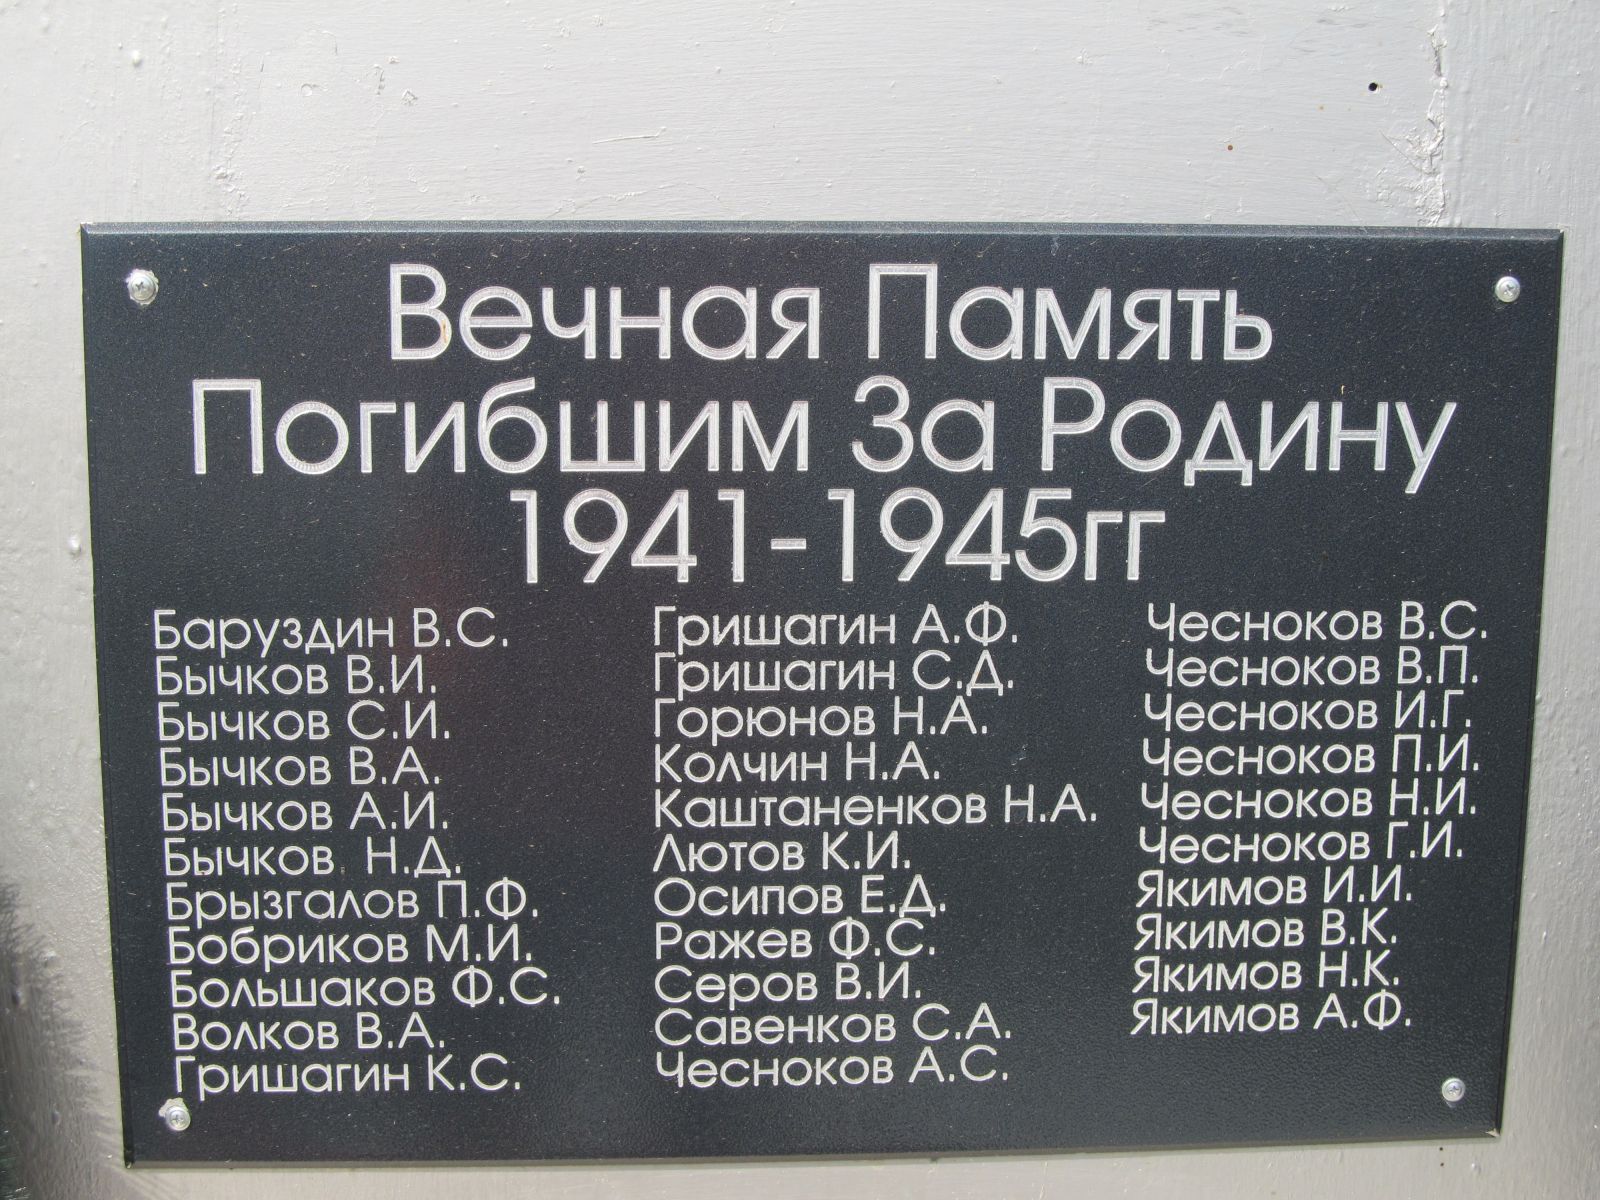 Вечная Память
Погибшим За Родину
1941-1945гг
Баруздин В.С.
Бычков В.И.
Бычков С.И.
Бычков В.А.
Бычков А.И.
Бычков Н.Д.
Брызгалов П.Ф.
Бобриков М.И.
Большаков Ф.С.
Волков В.А.
Гришагин К.С.
Гришагин А.Ф.
Гришагин С.Д.
Горюнов Н.А.
Колчин Н.А.
Каштаненков Н.А.
Лютов К.И.
Осипов Е.Д.
Ражев Ф.С.
Серов В.И.
Савенков С.А.
Чесноков А.С.
Чесноков В.С.
Чесноков В.П.
Чесноков И.Г.
Чесноков П.И.
Чесноков Н.И.
Чесноков Г.И.
Якимов И.И.
Якимов В.К.
Якимов Н.К.
Якимов А.Ф.